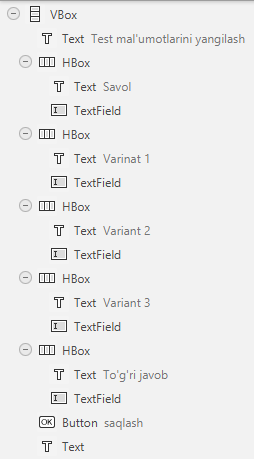 VBox
Text Test mal'umotlarini yangilash
HBox
Text Savol
TextField
HBox
Text Varinat 1
TextField
HBox
Text Variant 2
TextField
HBox
Text Variant 3
TextField
HBox
Text To'g'ri javob
TextField
OK Button saqlash
Text